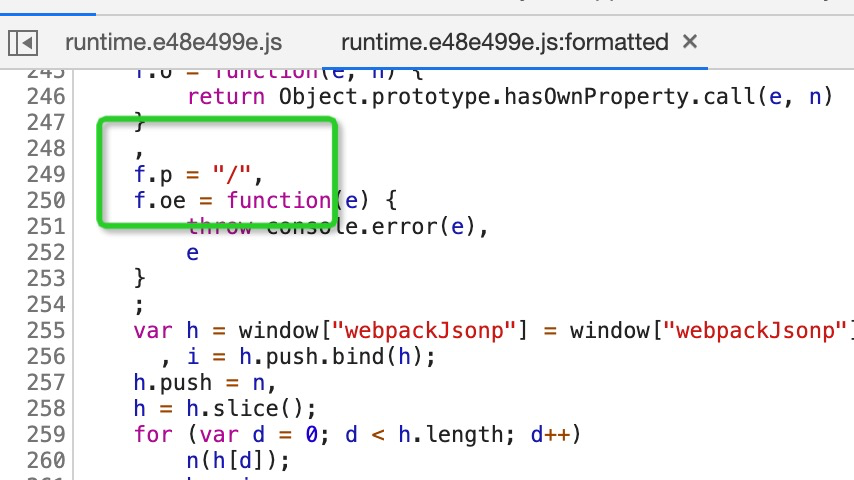 runtime.e48e499e.js runtime.e48e499e.js:formatted ×
245 f.o = function(e, n) {
246 return Object.prototype.hasOwnProperty.call(e, n)
247 }
248 ,
249 f.p = "/",
250 f.oe = function(e) {
251 throw console.error(e),
252 e
253 }
254 ;
255 var h = window["webpackJsonp"] = window["webpackJsonp"]
256 , i = h.push.bind(h);
257 h.push = n,
258 h = h.slice();
259 for (var d = 0; d < h.length; d++)
260 n(h[d]);
261